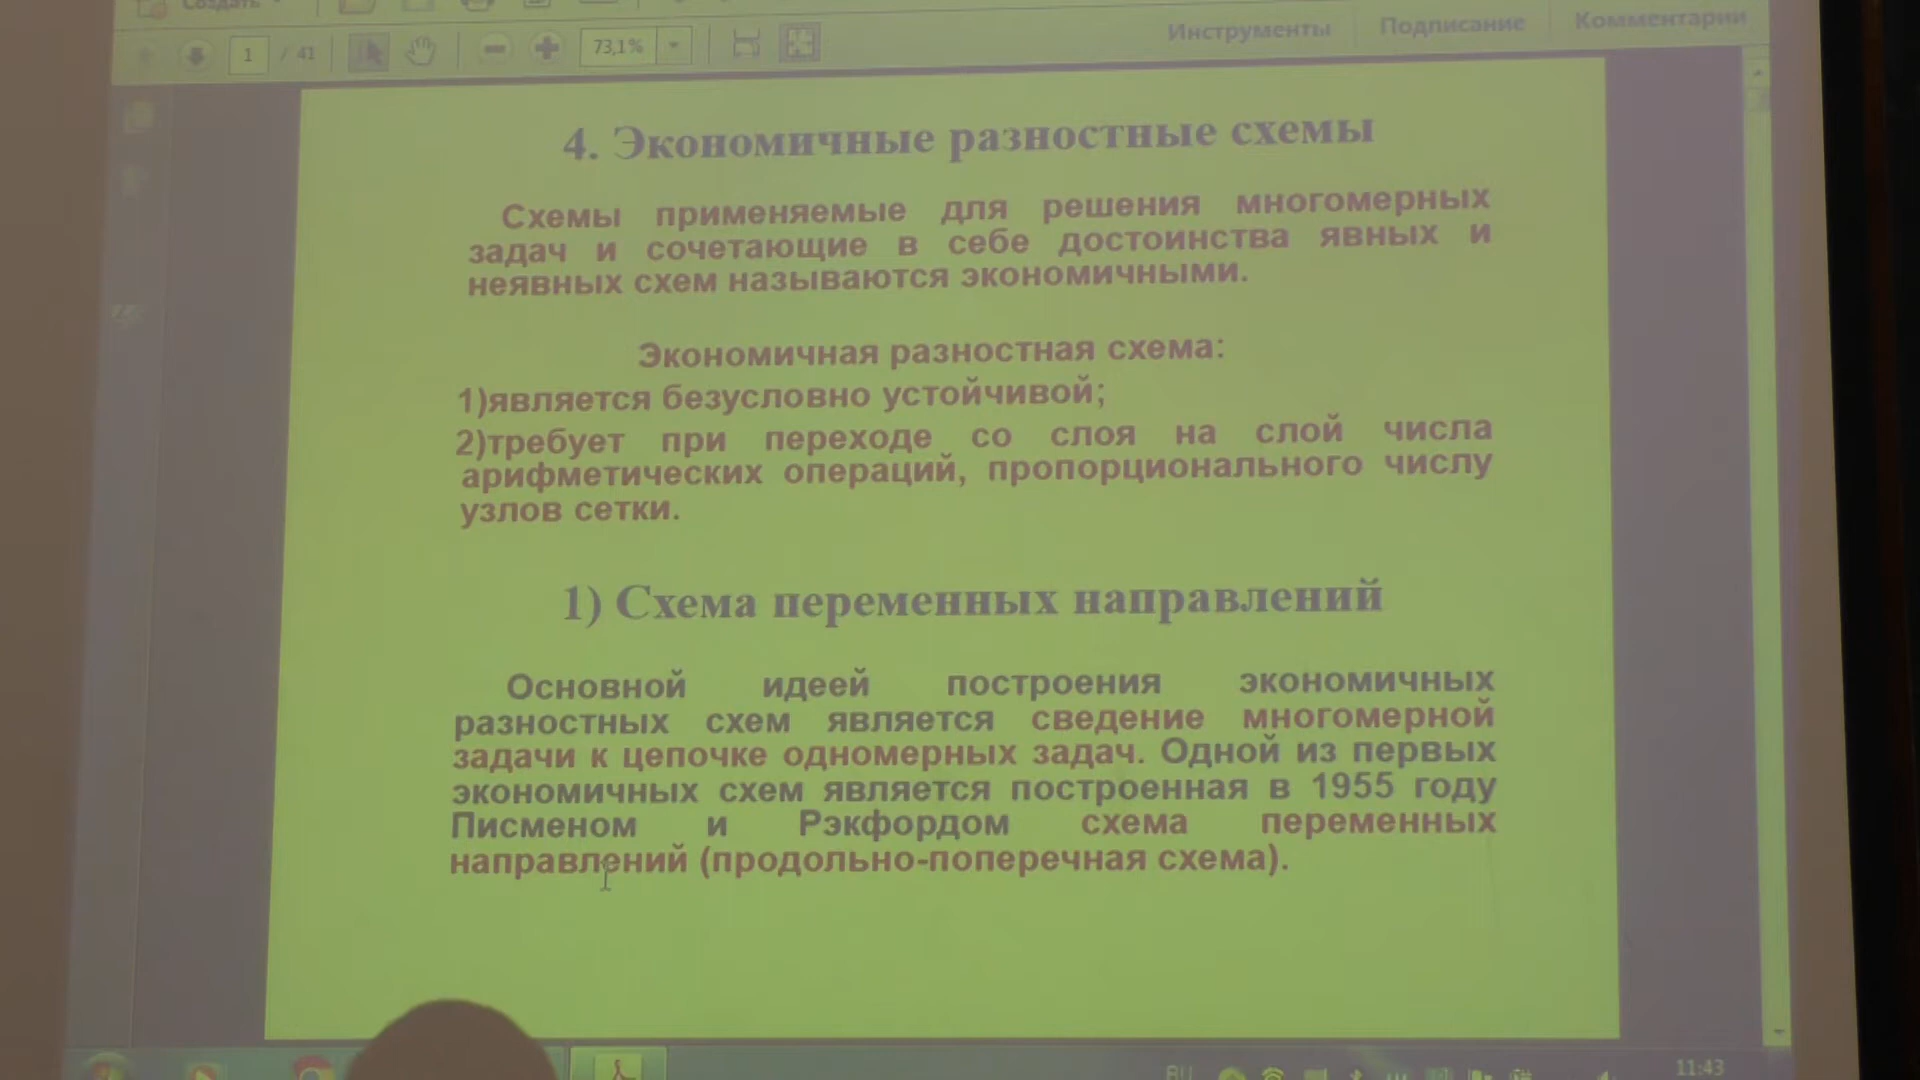 Создать
1 / 41
73,1%
Инструменты
Подписание
Комментарии
4. Экономичные разностные схемы
Схемы применяемые для решения многомерных
задач и сочетающие в себе достоинства явных и
неявных схем называются экономичными.
Экономичная разностная схема:
1)является безусловно устойчивой;
2)требует при переходе со слоя на слой числа
арифметических операций, пропорционального числу
узлов сетки.
1) Схема переменных направлений
Основной идеей построения экономичных
разностных схем является сведение многомерной
задачи к цепочке одномерных задач. Одной из первых
экономичных схем является построенная в 1955 году
Писменом и Рэкфордом схема переменных
направлений (продольно-поперечная схема).
RU
11:43